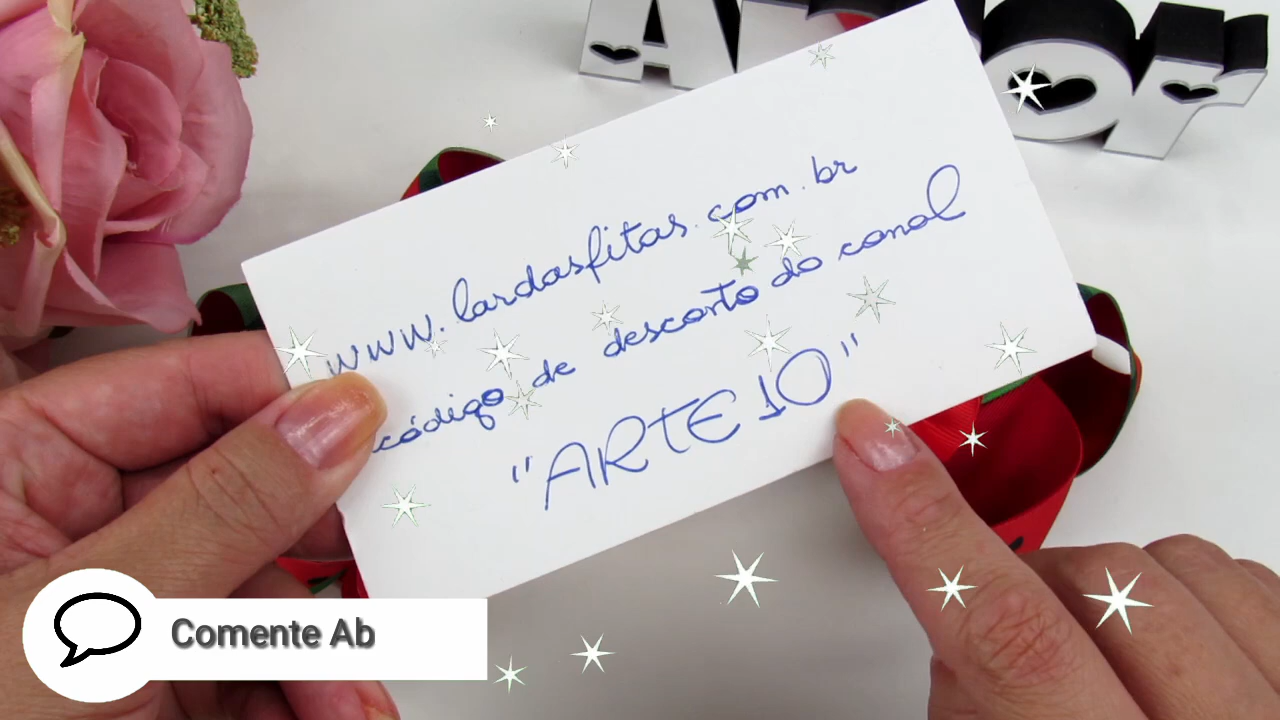 www.lardasfitas.com.br
código de desconto do canal
"ARTE10"
Comente Ab